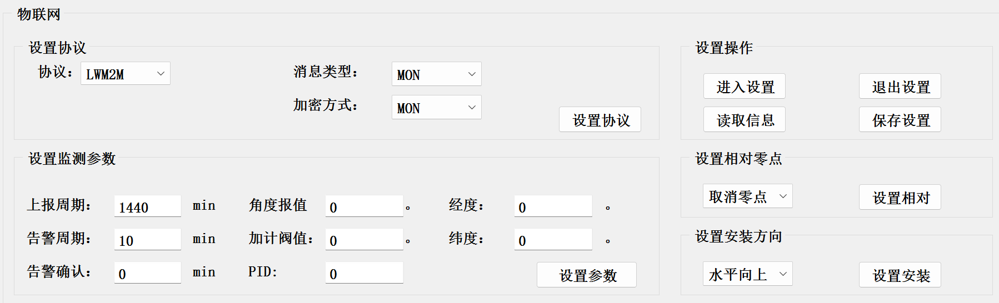 物联网
设置协议
协议： LWM2M
消息类型： MON
加密方式： MON
设置协议
设置监测参数
上报周期： 1440 min 角度报值 0 。 经度： 0 。
告警周期： 10 min 加计阀值： 0 。 纬度： 0 。
告警确认： 0 min PID: 0
设置参数
设置操作
进入设置 退出设置
读取信息 保存设置
设置相对零点
取消零点 设置相对
设置安装方向
水平向上 设置安装